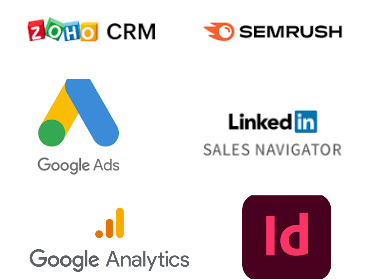 ZOHO CRM
SEMRUSH
Google Ads
Linked in
SALES NAVIGATOR
Google Analytics
Id